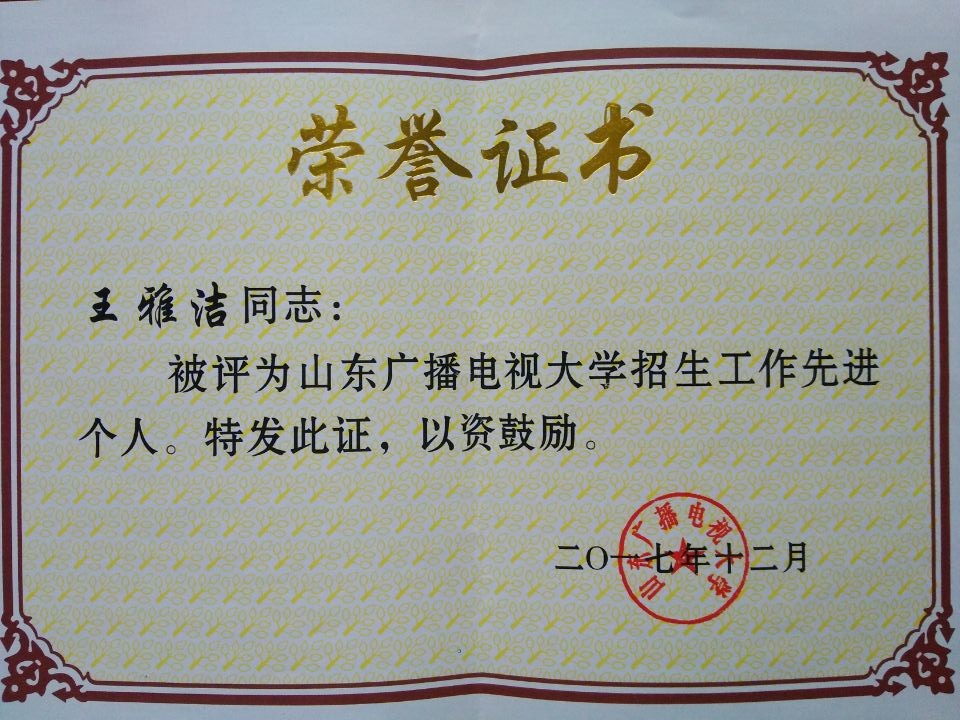 荣誉证书
王雅洁同志：
被评为山东广播电视大学招生工作先进
个人。特发此证，以资鼓励。
山东广播电视大学
二〇一七年十二月